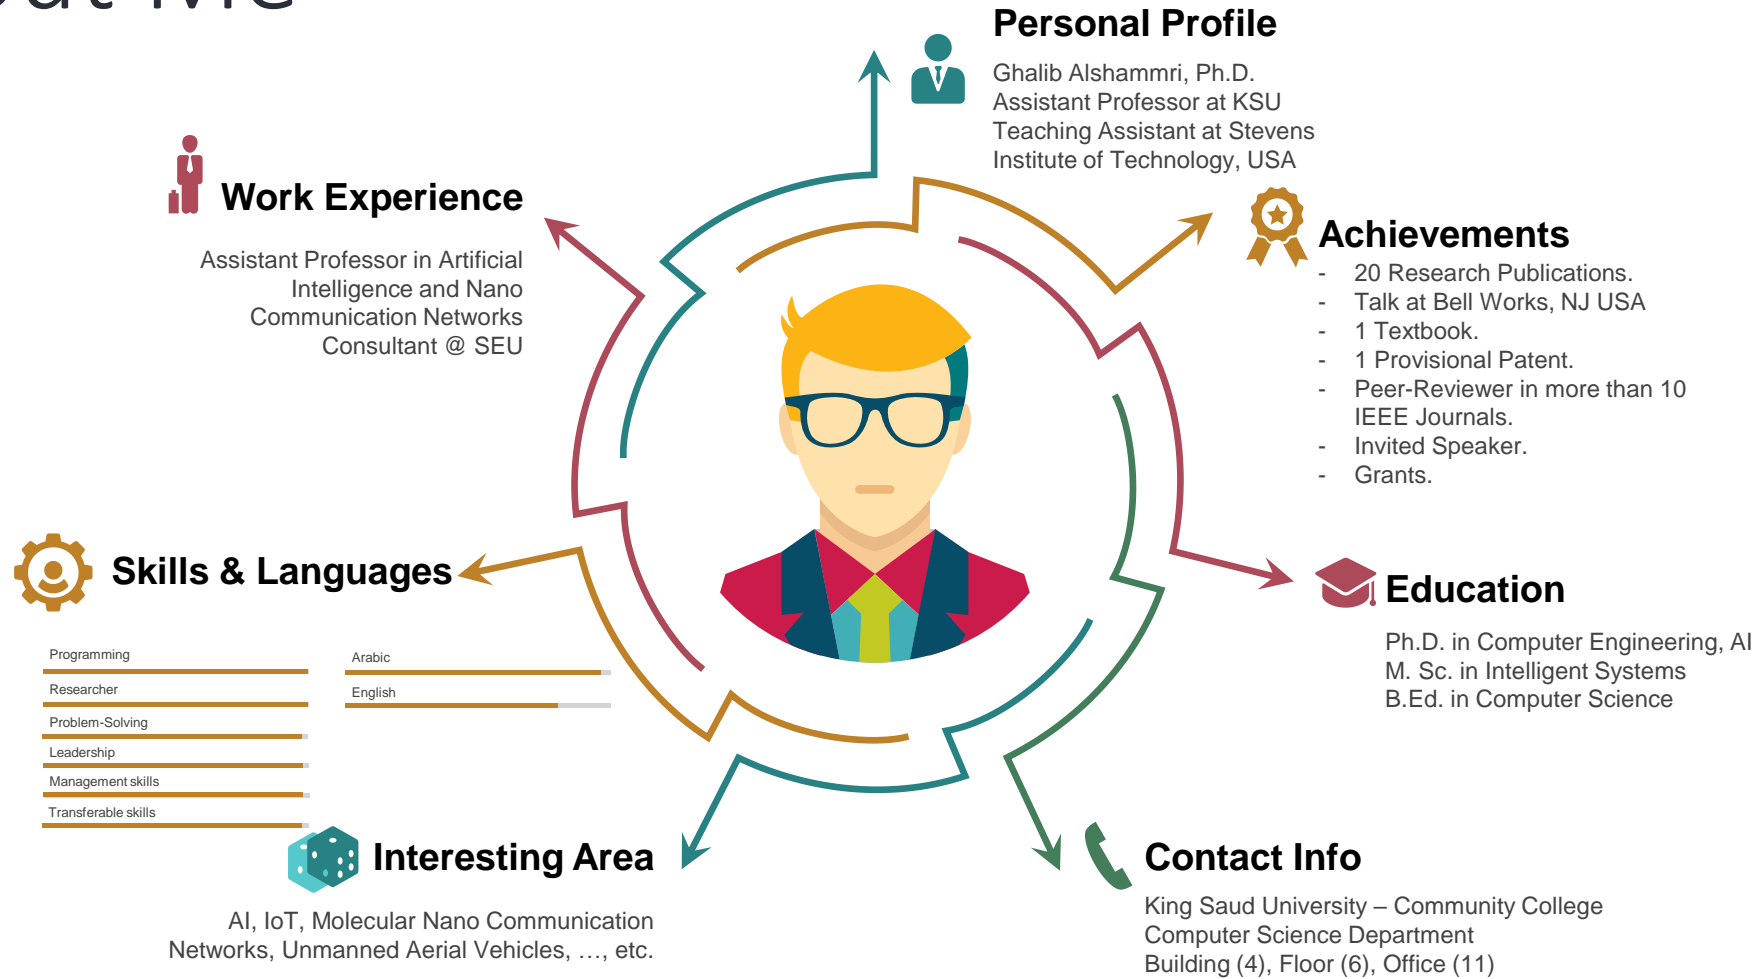 Me
Personal Profile
Ghalib Alshammri, Ph.D.
Assistant Professor at KSU
Teaching Assistant at Stevens
Institute of Technology, USA
Work Experience
Assistant Professor in Artificial
Intelligence and Nano
Communication Networks
Consultant @ SEU
Achievements
- 20 Research Publications.
- Talk at Bell Works, NJ USA
- 1 Textbook.
- 1 Provisional Patent.
- Peer-Reviewer in more than 10
IEEE Journals.
- Invited Speaker.
- Grants.
Skills & Languages
Programming
Researcher
Problem-Solving
Leadership
Management skills
Transferable skills
Arabic
English
Education
Ph.D. in Computer Engineering, AI
M. Sc. in Intelligent Systems
B.Ed. in Computer Science
Interesting Area
AI, IoT, Molecular Nano Communication
Networks, Unmanned Aerial Vehicles, …, etc.
Contact Info
King Saud University – Community College
Computer Science Department
Building (4), Floor (6), Office (11)